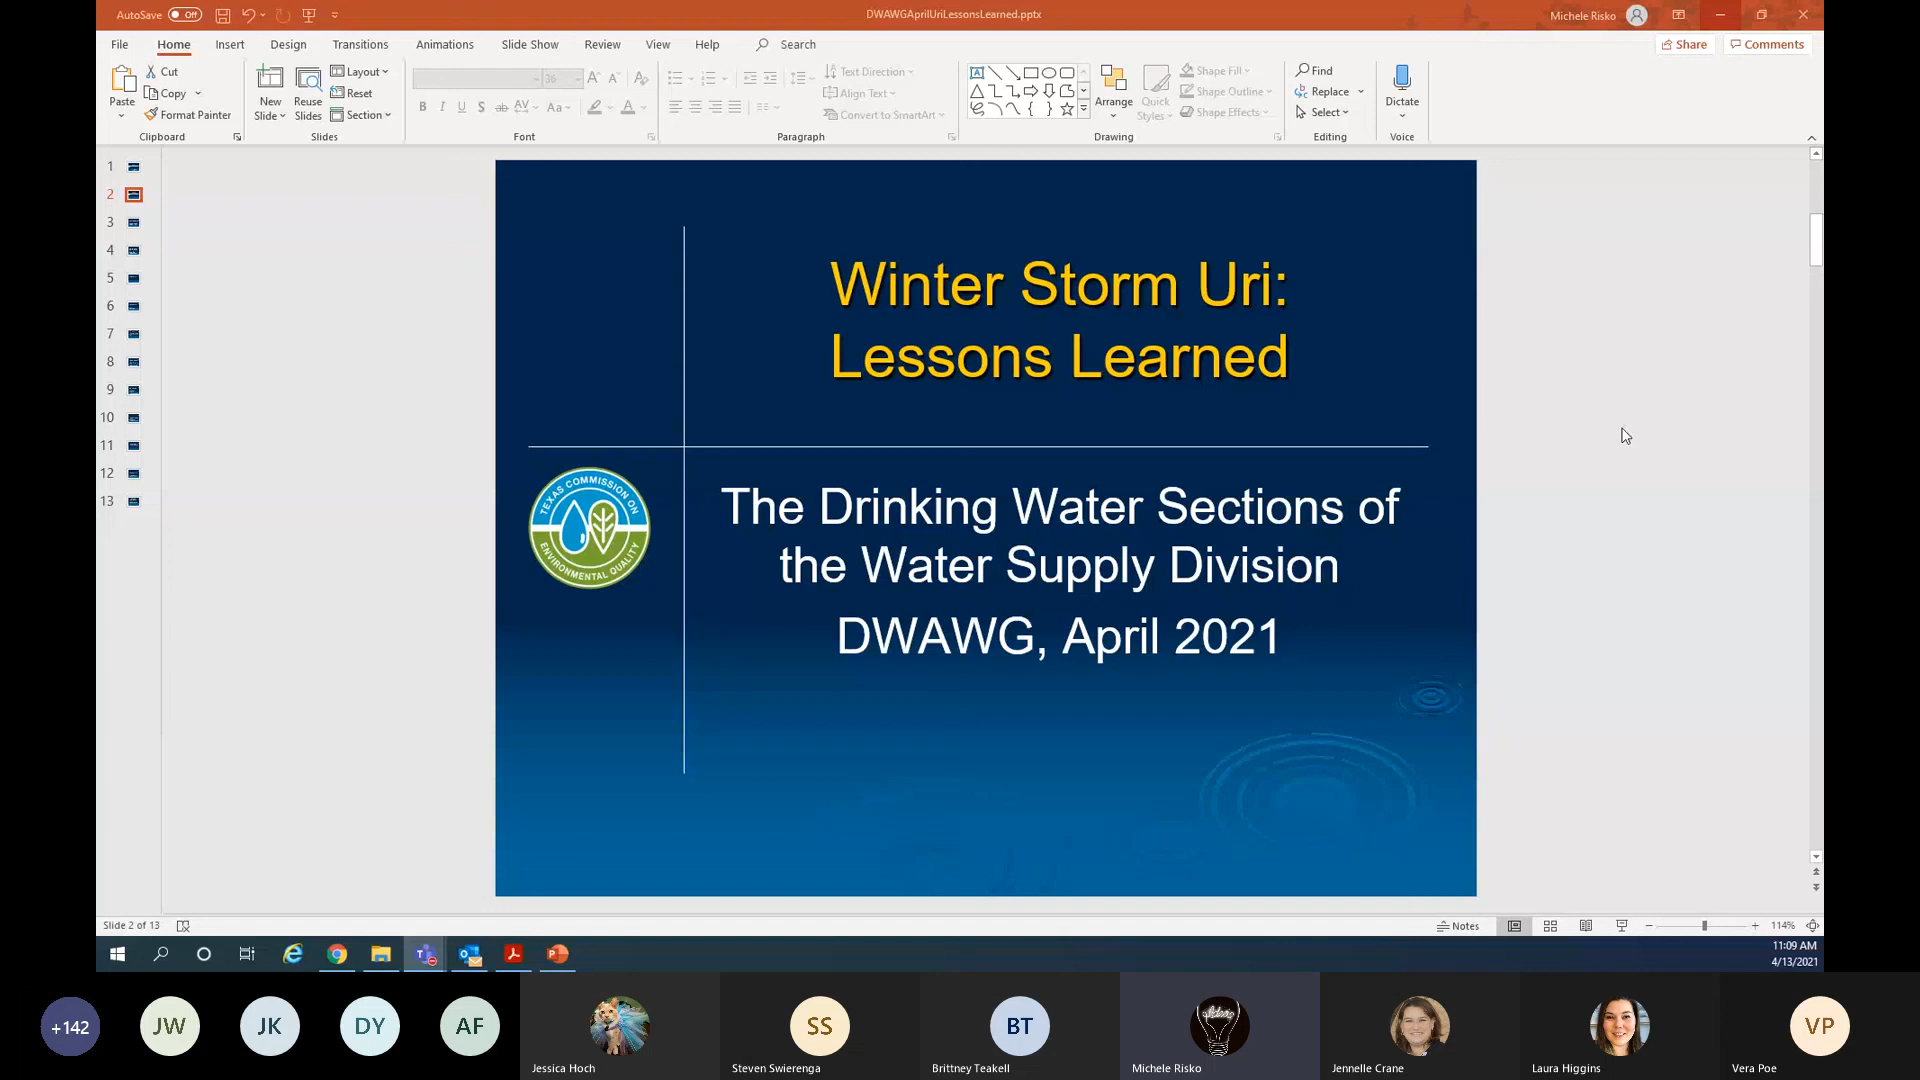 AutoSave Off
DWAWGAprilUriLessonsLearned.pptx
Michele Risko
File Home Insert Design Transitions Animations Slide Show Review View Help Search
Share Comments
Paste
Cut
Copy
Format Painter
Clipboard
New Slide
Reuse Slides
Layout
Reset
Section
Slides
36
Font
Text Direction
Align Text
Convert to SmartArt
Paragraph
Arrange
Quick Styles
Shape Fill
Shape Outline
Shape Effects
Drawing
Find
Replace
Select
Editing
Dictate
Voice
1
2
3
4
5
6
7
8
9
10
11
12
13
Winter Storm Uri:
Lessons Learned
TEXAS COMMISSION ON
ENVIRONMENTAL QUALITY
The Drinking Water Sections of
the Water Supply Division
DWAWG, April 2021
Slide 2 of 13
Notes
114%
11:09 AM
4/13/2021
+142
JW
JK
DY
AF
SS
BT
VP
Jessica Hoch
Steven Swierenga
Brittney Teakell
Michele Risko
Jennelle Crane
Laura Higgins
Vera Poe